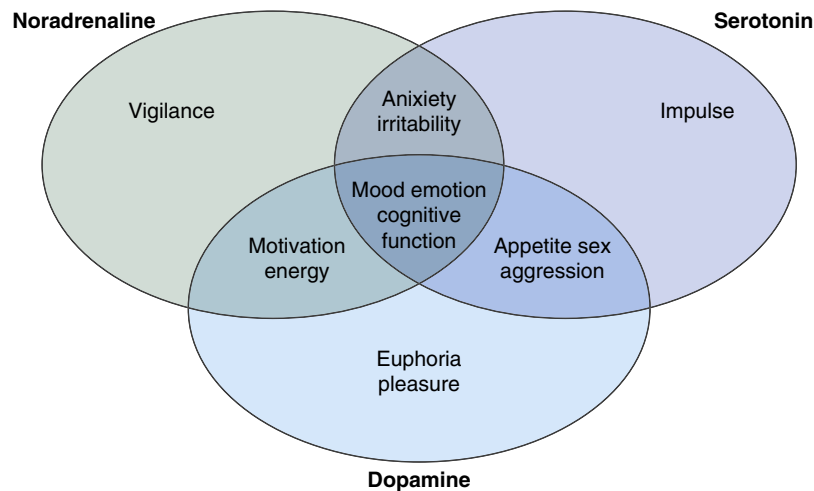 Noradrenaline
Serotonin
Vigilance
Anixiety
irritability
Impulse
Mood emotion
cognitive
function
Motivation
energy
Appetite sex
aggression
Euphoria
pleasure
Dopamine